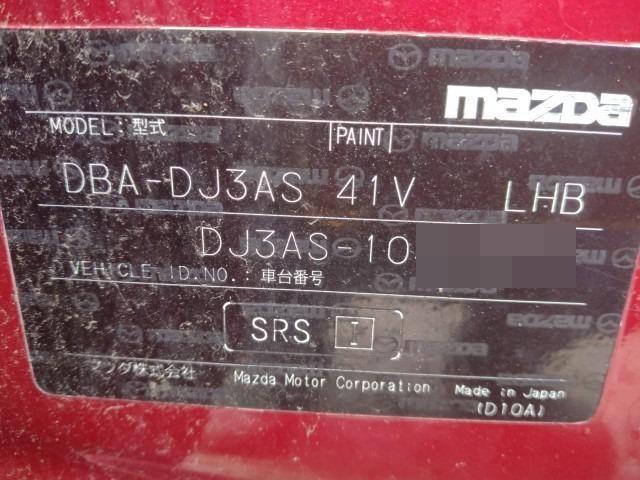 mazda
MODEL:型式 PAINT
DBA-DJ3AS 41V LHB
DJ3AS-10
VEHICLE ID.NO.:車台番号
SRS I
マツダ株式会社 Mazda Motor Corporation Made in Japan
(D10A)